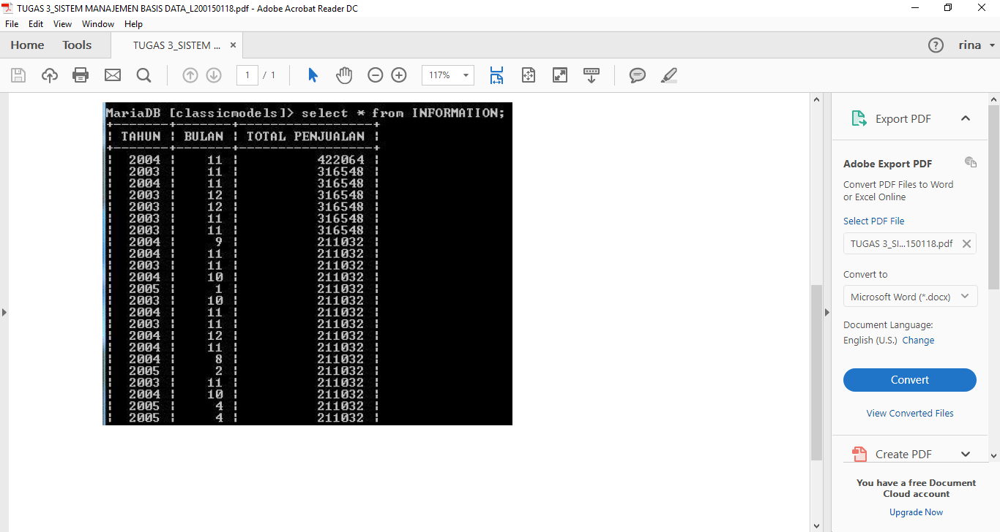 TUGAS 3_SISTEM MANAJEMEN BASIS DATA_L200150118.pdf - Adobe Acrobat Reader DC
File Edit View Window Help
Home Tools TUGAS 3_SISTEM ... × ? rina
1 / 1 117%
MariaDB [classicmodels]> select * from INFORMATION;
+--------+--------+-----------------+
| TAHUN | BULAN | TOTAL PENJUALAN |
+--------+--------+-----------------+
| 2004 | 11 | 422064 |
| 2003 | 11 | 316548 |
| 2004 | 11 | 316548 |
| 2003 | 12 | 316548 |
| 2003 | 12 | 316548 |
| 2003 | 11 | 316548 |
| 2003 | 11 | 316548 |
| 2004 | 9 | 211032 |
| 2004 | 11 | 211032 |
| 2003 | 11 | 211032 |
| 2004 | 10 | 211032 |
| 2005 | 1 | 211032 |
| 2003 | 10 | 211032 |
| 2004 | 11 | 211032 |
| 2003 | 11 | 211032 |
| 2004 | 12 | 211032 |
| 2004 | 11 | 211032 |
| 2004 | 8 | 211032 |
| 2005 | 2 | 211032 |
| 2003 | 11 | 211032 |
| 2004 | 10 | 211032 |
| 2005 | 4 | 211032 |
| 2005 | 4 | 211032 |
Export PDF
Adobe Export PDF
Convert PDF Files to Word
or Excel Online
Select PDF File
TUGAS 3_SI...150118.pdf
Convert to
Microsoft Word (*.docx)
Document Language:
English (U.S.) Change
Convert
View Converted Files
Create PDF
You have a free Document
Cloud account
Upgrade Now